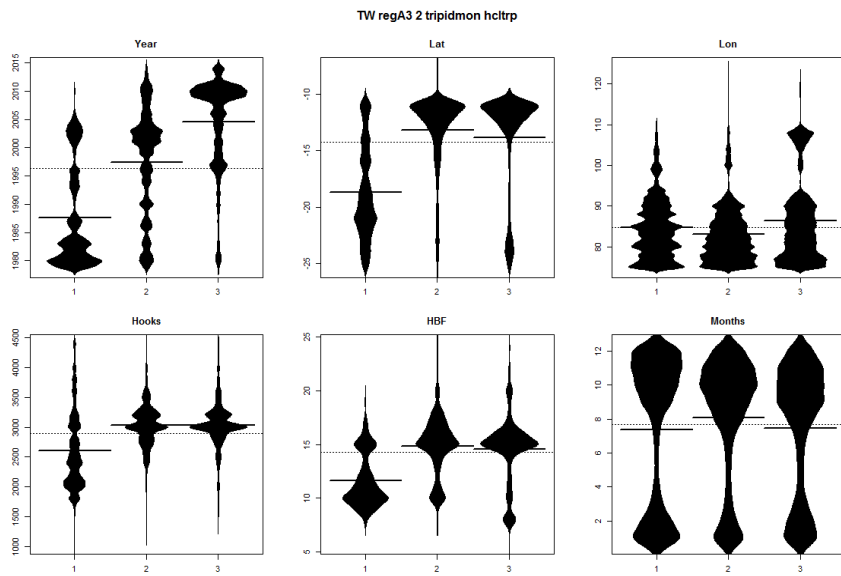 TW regA3 2 tripidmon hcltrp
Year
Lat
Lon
1980 1985 1990 1995 2000 2005 2010 2015
1 2 3
-25 -20 -15 -10
1 2 3
80 90 100 110 120
1 2 3
Hooks
HBF
Months
1000 1500 2000 2500 3000 3500 4000 4500
1 2 3
5 10 15 20 25
1 2 3
2 4 6 8 10 12
1 2 3